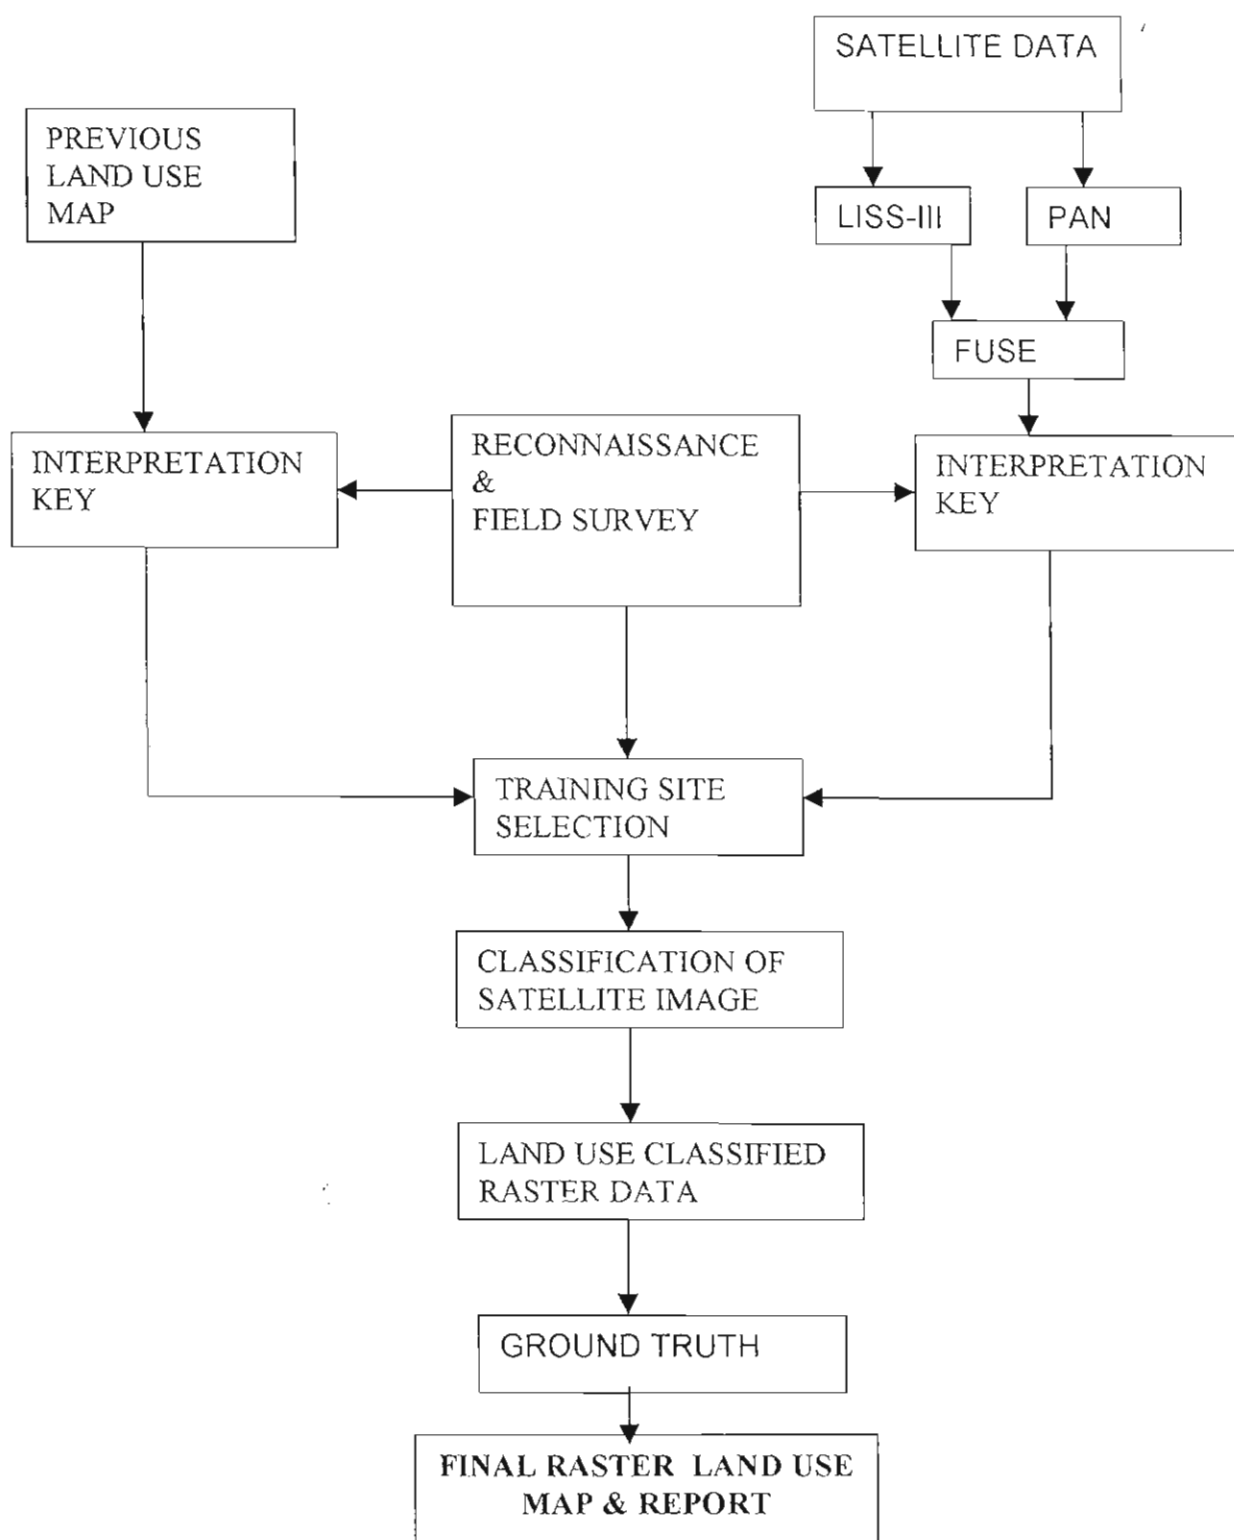 SATELLITE DATA
PREVIOUS
LAND USE
MAP
LISS-III
PAN
FUSE
INTERPRETATION
KEY
RECONNAISSANCE
&
FIELD SURVEY
INTERPRETATION
KEY
TRAINING SITE
SELECTION
CLASSIFICATION OF
SATELLITE IMAGE
LAND USE CLASSIFIED
RASTER DATA
GROUND TRUTH
FINAL RASTER LAND USE
MAP & REPORT